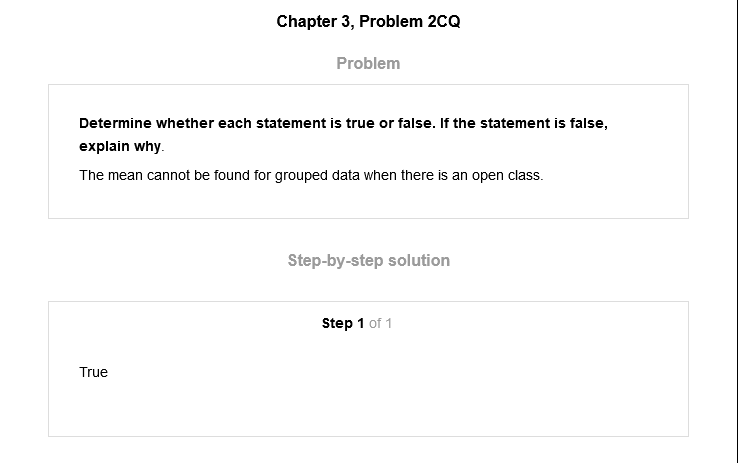 Chapter 3, Problem 2CQ
Problem
Determine whether each statement is true or false. If the statement is false,
explain why.
The mean cannot be found for grouped data when there is an open class.
Step-by-step solution
Step 1 of 1
True